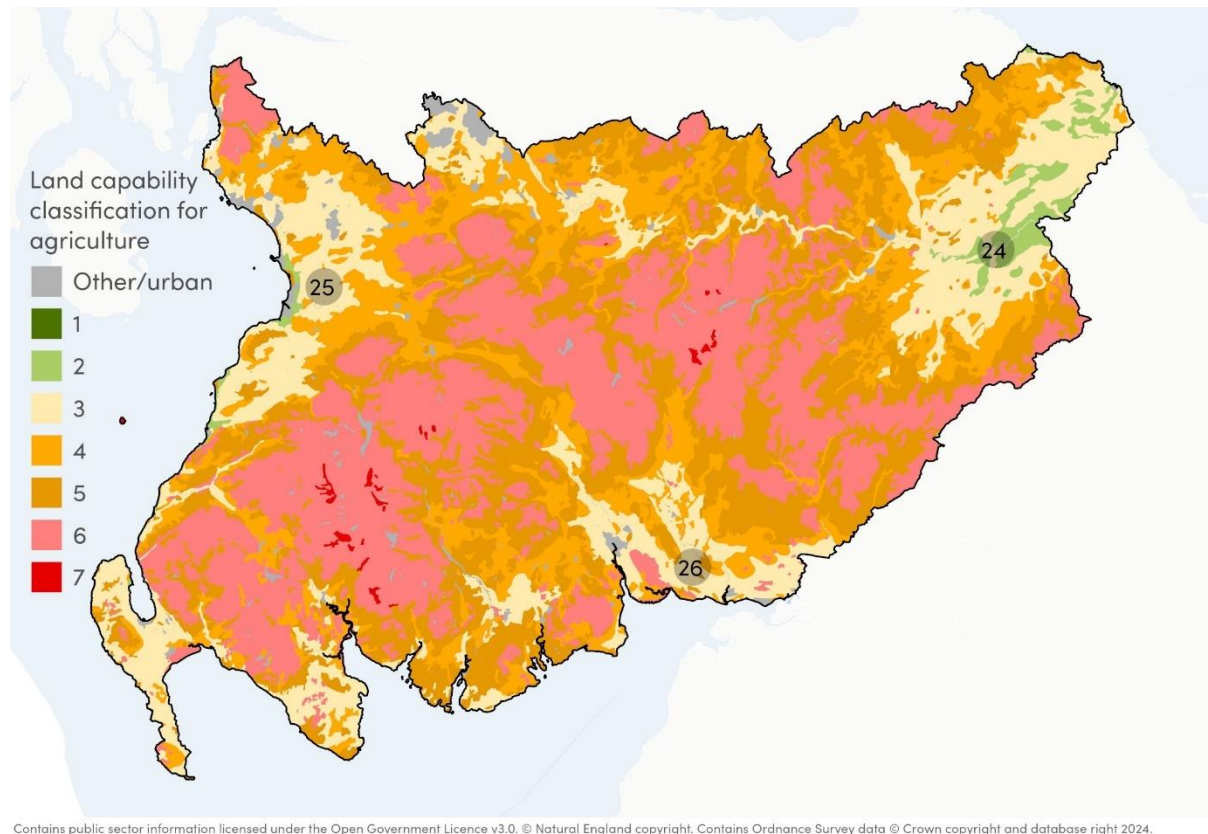 Land capability
classification for
agriculture
Other/urban
1
2
3
4
5
6
7
24
25
26
Contains public sector information licensed under the Open Government Licence v3.0. © Natural England copyright. Contains Ordnance Survey data © Crown copyright and database right 2024.